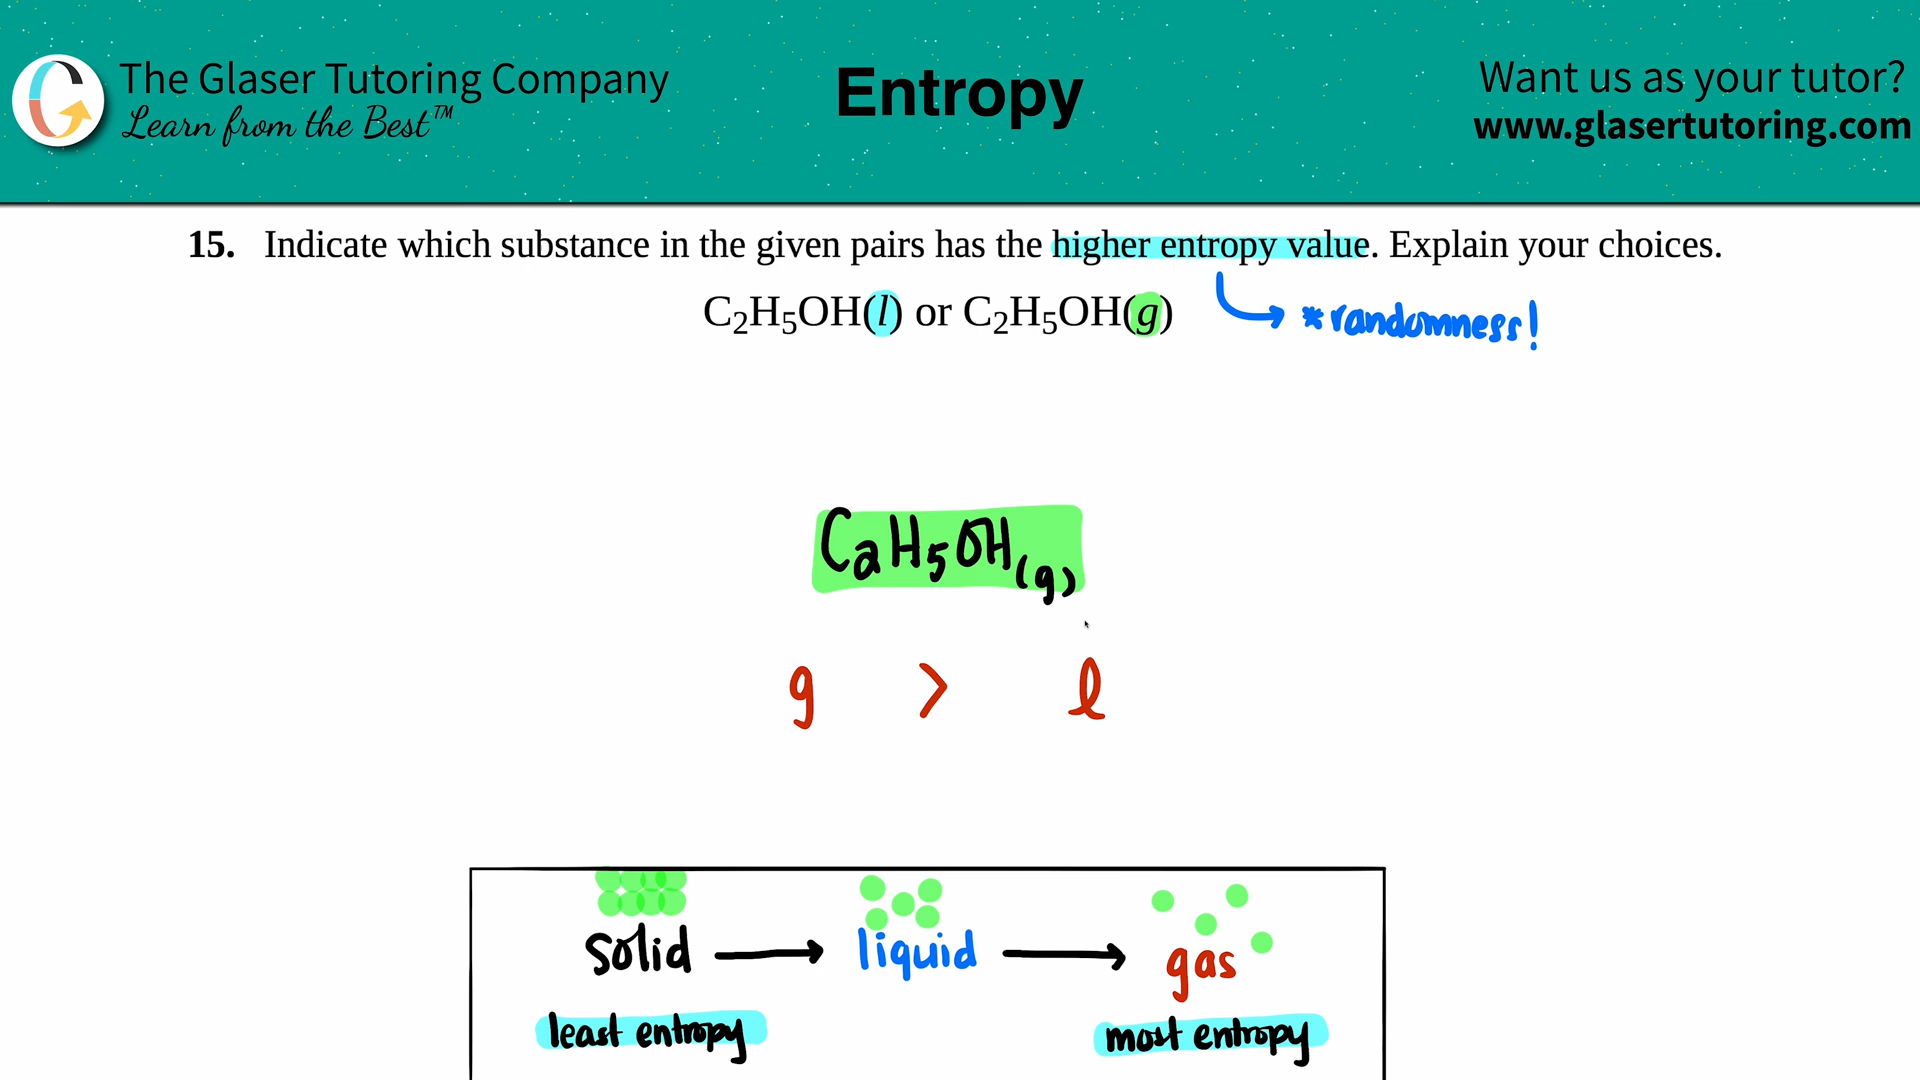 The Glaser Tutoring Company
Learn from the Best™
Entropy
Want us as your tutor?
www.glasertutoring.com
15. Indicate which substance in the given pairs has the higher entropy value. Explain your choices.
C₂H₅OH(l) or C₂H₅OH(g)
*randomness!
C₂H₅OH(g)
g > l
solid → liquid → gas
least entropy most entropy